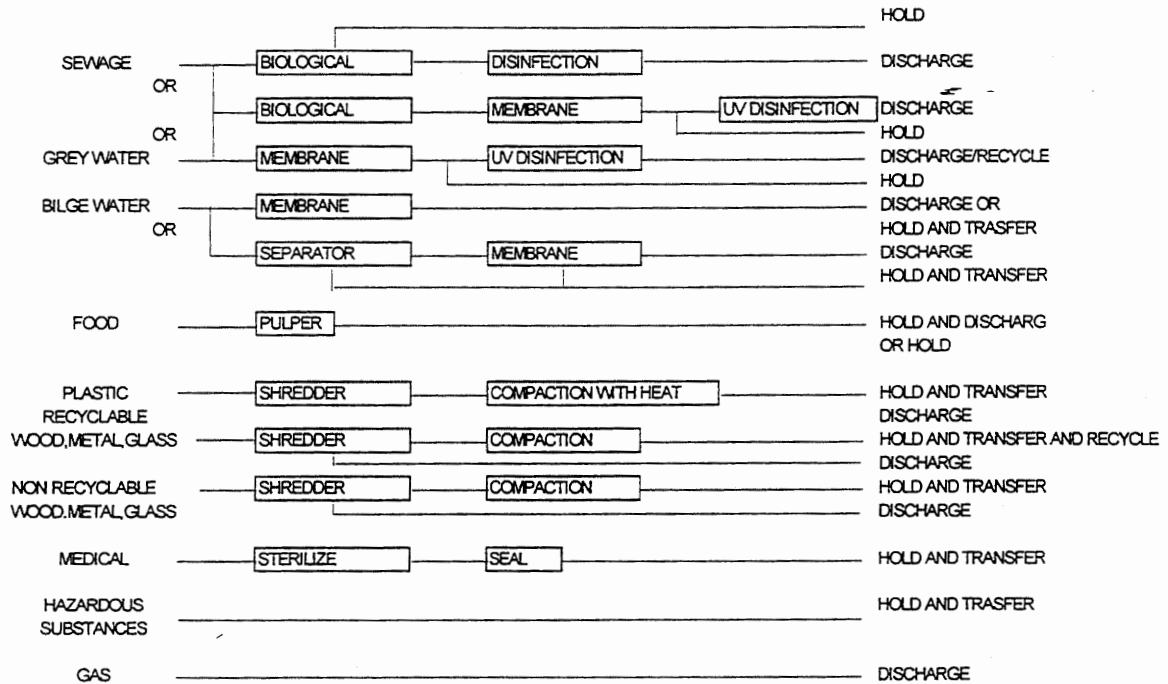 HOLD
SEWAGE BIOLOGICAL DISINFECTION DISCHARGE
OR
BIOLOGICAL MEMBRANE UV DISINFECTION DISCHARGE
OR HOLD
GREY WATER MEMBRANE UV DISINFECTION DISCHARGE/RECYCLE
HOLD
BILGE WATER MEMBRANE DISCHARGE OR
OR HOLD AND TRASFER
SEPARATOR MEMBRANE DISCHARGE
HOLD AND TRANSFER
FOOD PULPER HOLD AND DISCHARG
OR HOLD
PLASTIC SHREDDER COMPACTION WITH HEAT HOLD AND TRANSFER
RECYCLABLE DISCHARGE
WOOD,METAL,GLASS SHREDDER COMPACTION HOLD AND TRANSFER AND RECYCLE
DISCHARGE
NON RECYCLABLE SHREDDER COMPACTION HOLD AND TRANSFER
WOOD.METAL,GLASS DISCHARGE
MEDICAL STERILIZE SEAL HOLD AND TRANSFER
HAZARDOUS HOLD AND TRASFER
SUBSTANCES
GAS DISCHARGE